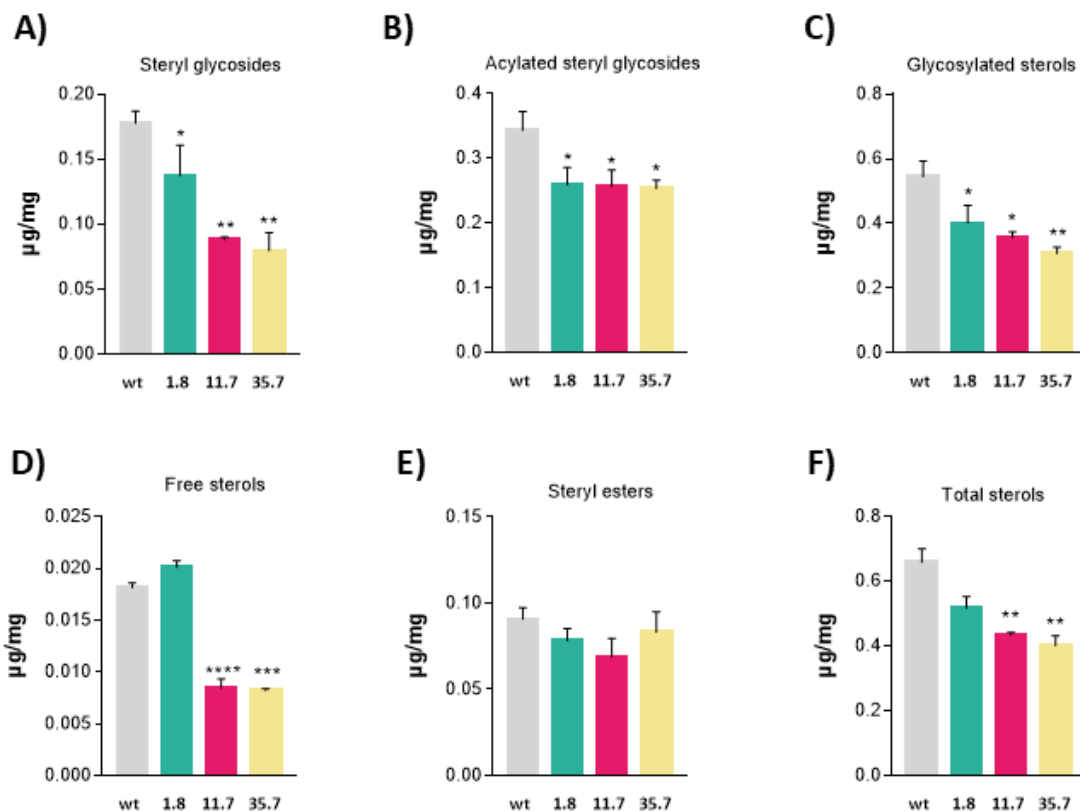 A)
Steryl glycosides
µg/mg
0.20
0.15
0.10
0.05
0.00
*
**
**
wt 1.8 11.7 35.7
B)
Acylated steryl glycosides
µg/mg
0.4
0.3
0.2
0.1
0.0
*
*
*
wt 1.8 11.7 35.7
C)
Glycosylated sterols
µg/mg
0.8
0.6
0.4
0.2
0.0
*
*
**
wt 1.8 11.7 35.7
D)
Free sterols
µg/mg
0.025
0.020
0.015
0.010
0.005
0.000
****
***
wt 1.8 11.7 35.7
E)
Steryl esters
µg/mg
0.15
0.10
0.05
0.00
wt 1.8 11.7 35.7
F)
Total sterols
µg/mg
0.8
0.6
0.4
0.2
0.0
**
**
wt 1.8 11.7 35.7